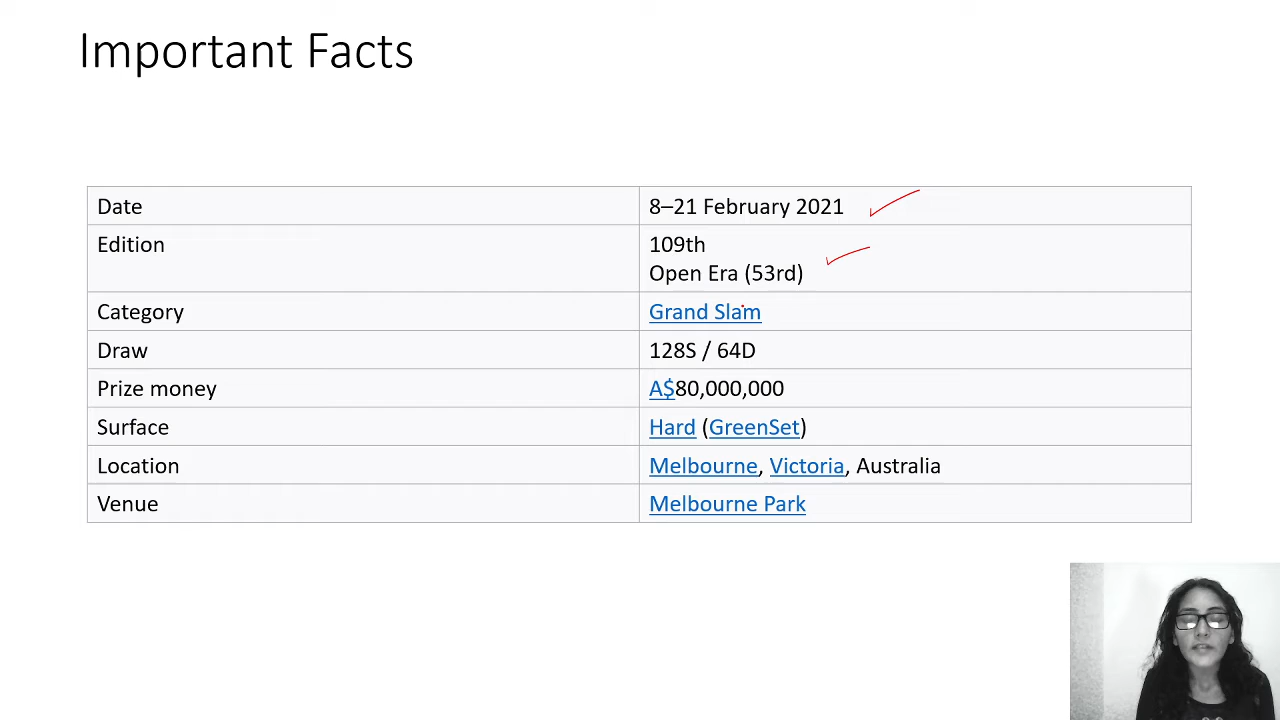 Important Facts
Date 8–21 February 2021
Edition 109th
Open Era (53rd)
Category Grand Slam
Draw 128S / 64D
Prize money A$80,000,000
Surface Hard (GreenSet)
Location Melbourne, Victoria, Australia
Venue Melbourne Park